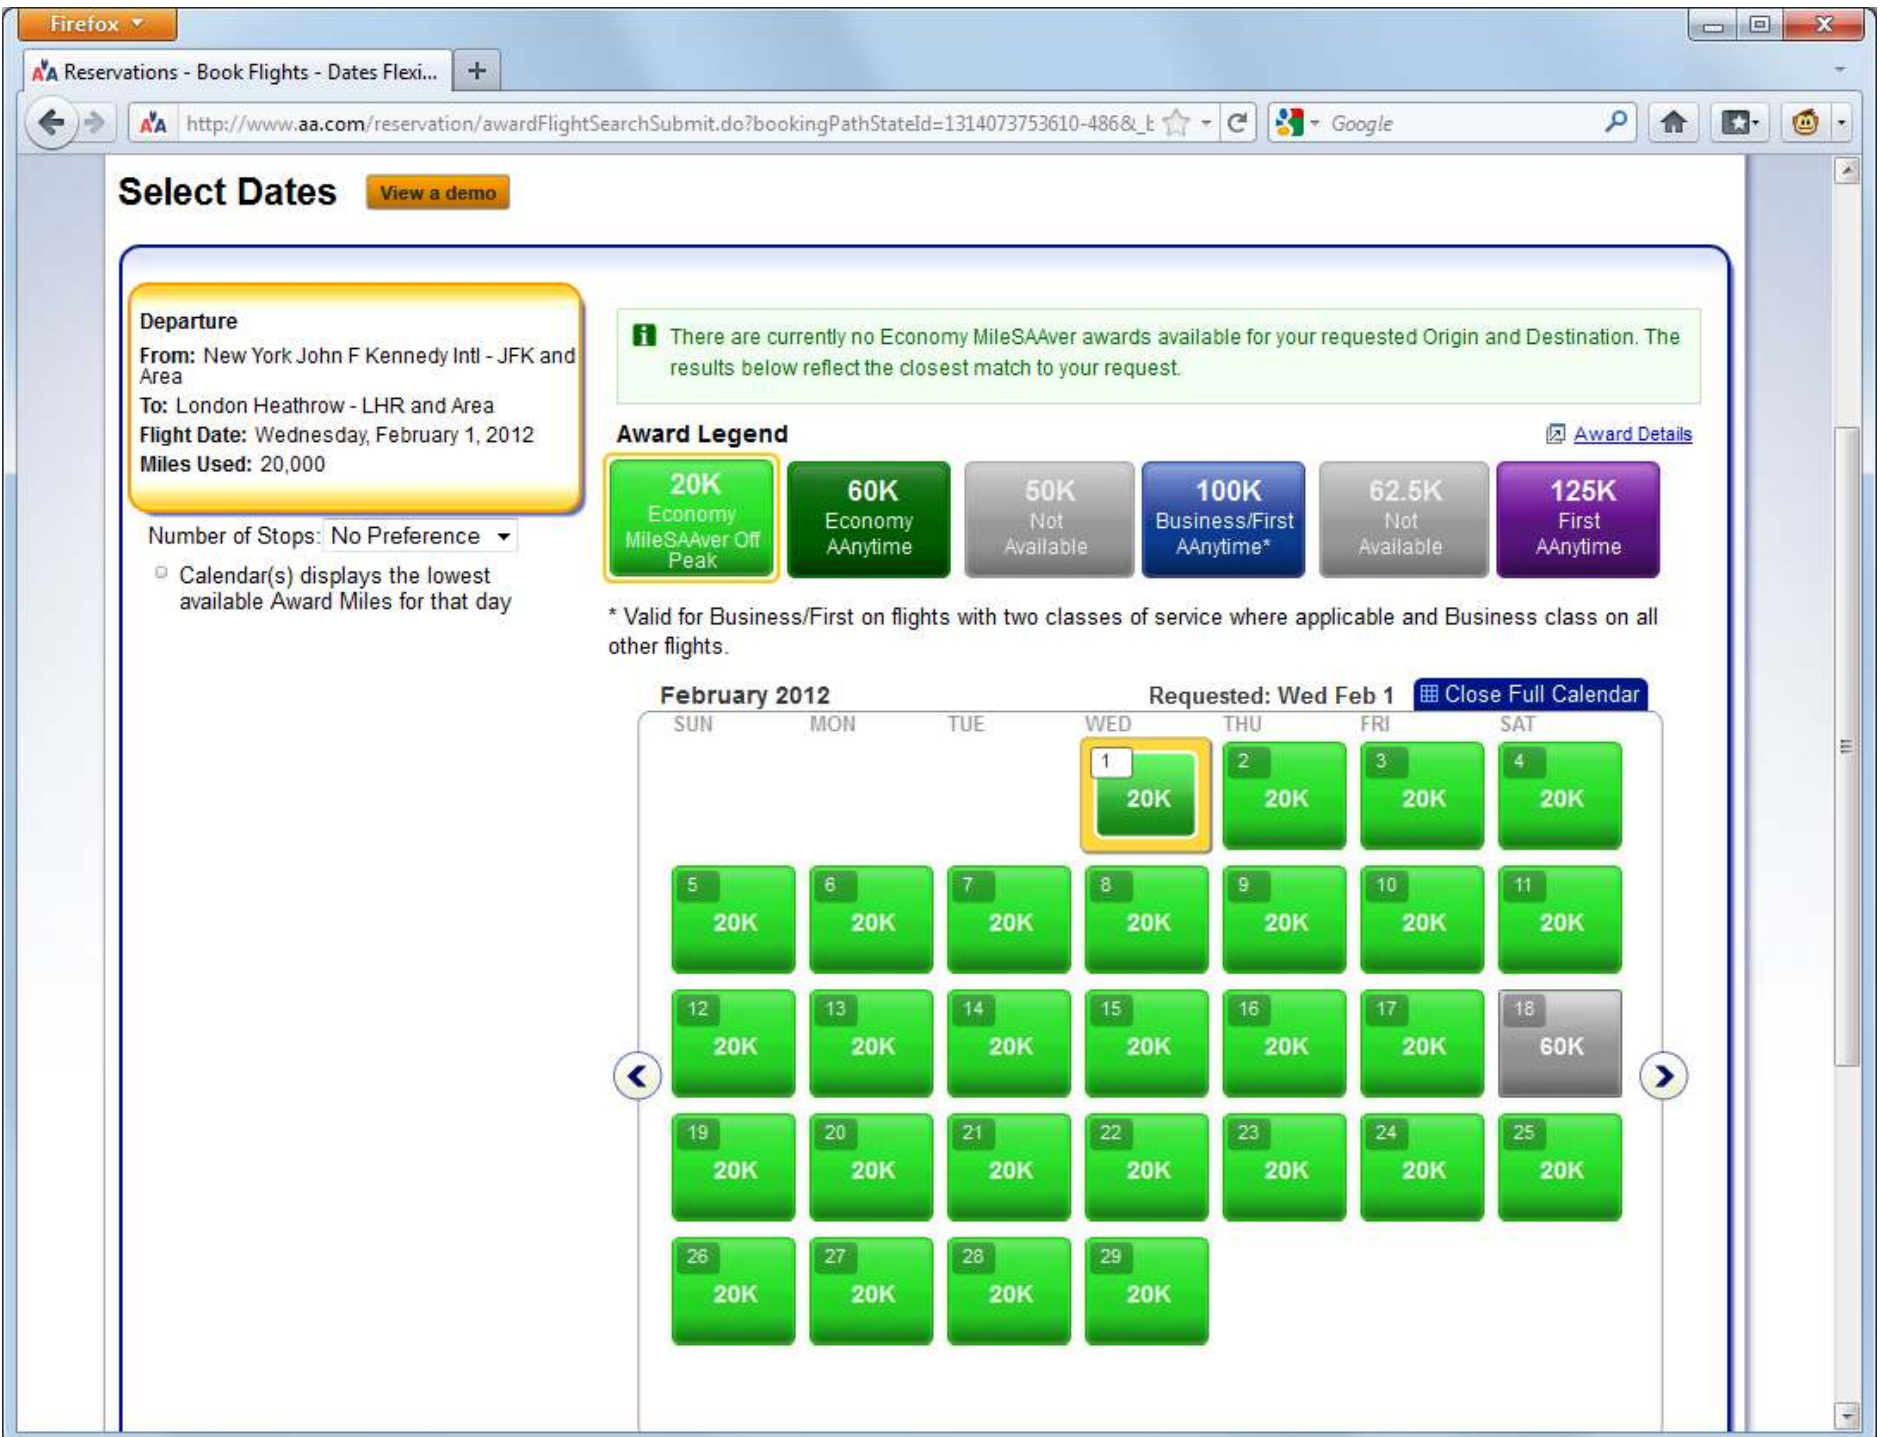 Firefox
AA Reservations - Book Flights - Dates Flexi...
http://www.aa.com/reservation/awardFlightSearchSubmit.do?bookingPathStateId=1314073753610-486&_t
Google
Select Dates
View a demo
Departure
From: New York John F Kennedy Intl - JFK and
Area
To: London Heathrow - LHR and Area
Flight Date: Wednesday, February 1, 2012
Miles Used: 20,000
Number of Stops: No Preference
Calendar(s) displays the lowest
available Award Miles for that day
There are currently no Economy MileSAAver awards available for your requested Origin and Destination. The
results below reflect the closest match to your request.
Award Legend
Award Details
20K
Economy
MileSAAver Off
Peak
60K
Economy
AAnytime
50K
Not
Available
100K
Business/First
AAnytime*
62.5K
Not
Available
125K
First
AAnytime
* Valid for Business/First on flights with two classes of service where applicable and Business class on all
other flights.
February 2012
Requested: Wed Feb 1
Close Full Calendar
SUN MON TUE WED THU FRI SAT
1 2 3 4
20K 20K 20K 20K
5 6 7 8 9 10 11
20K 20K 20K 20K 20K 20K 20K
12 13 14 15 16 17 18
20K 20K 20K 20K 20K 20K 60K
19 20 21 22 23 24 25
20K 20K 20K 20K 20K 20K 20K
26 27 28 29
20K 20K 20K 20K